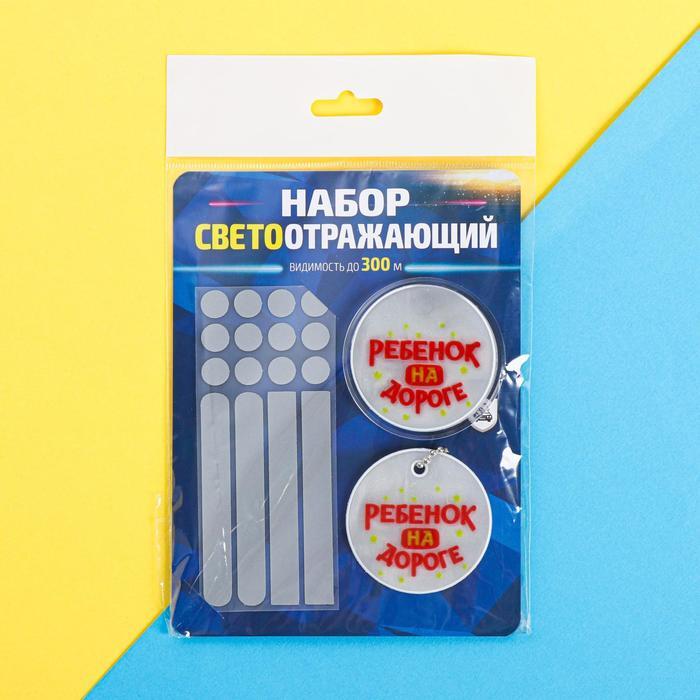 НАБОР
СВЕТООТРАЖАЮЩИЙ
ВИДИМОСТЬ ДО 300 М
РЕБЕНОК
НА
ДОРОГЕ
РЕБЕНОК
НА
ДОРОГЕ